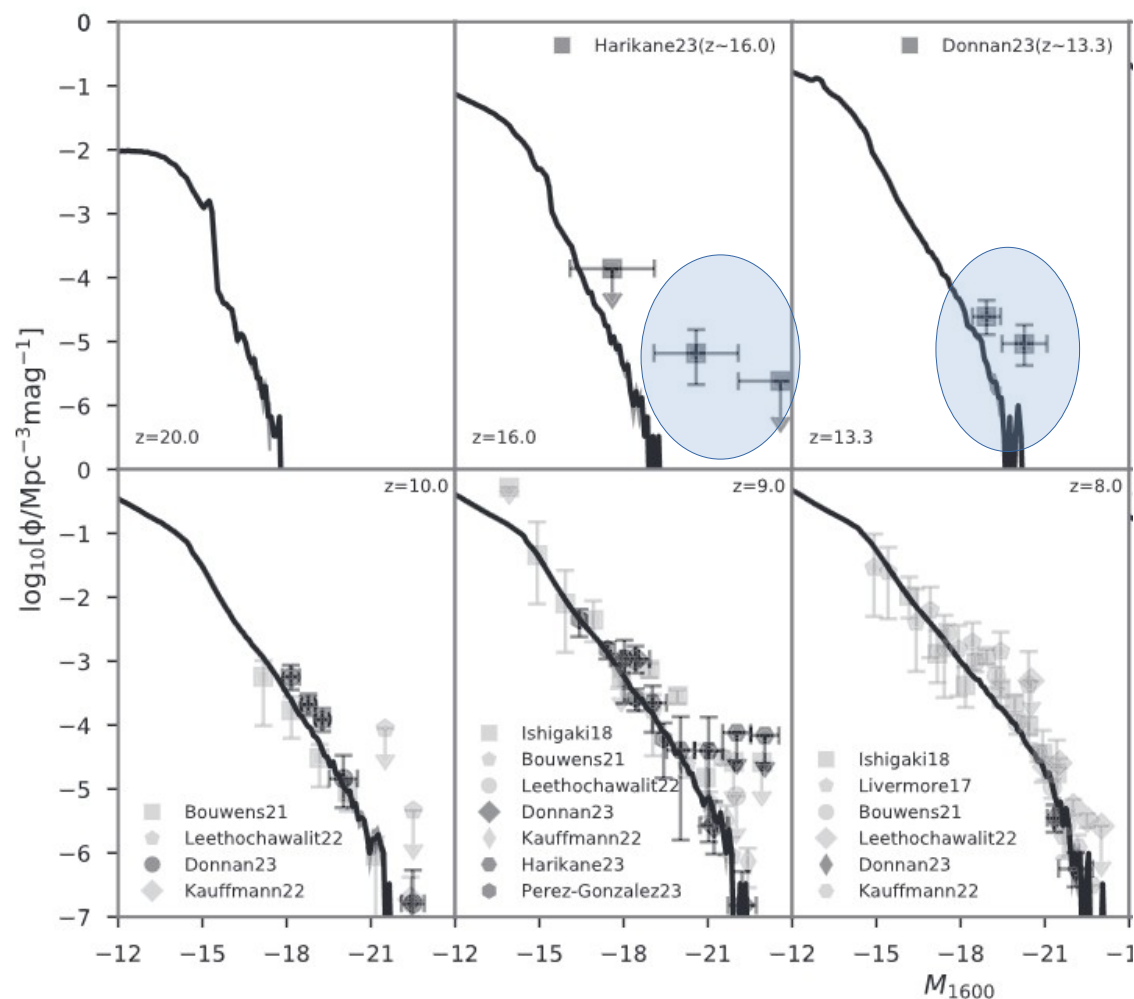 0
Harikane23(z~16.0)
Donnan23(z~13.3)
−1
−2
−3
−4
−5
−6
z=20.0
z=16.0
z=13.3
0
z=10.0
z=9.0
z=8.0
−1
−2
−3
−4
−5
−6
−7
log₁₀[ϕ/Mpc⁻³mag⁻¹]
Bouwens21
Leethochawalit22
Donnan23
Kauffmann22
Ishigaki18
Bouwens21
Leethochawalit22
Donnan23
Kauffmann22
Harikane23
Perez-Gonzalez23
Ishigaki18
Livermore17
Bouwens21
Leethochawalit22
Donnan23
Kauffmann22
−12 −15 −18 −21 −12 −15 −18 −21 −12 −15 −18 −21
M₁₆₀₀